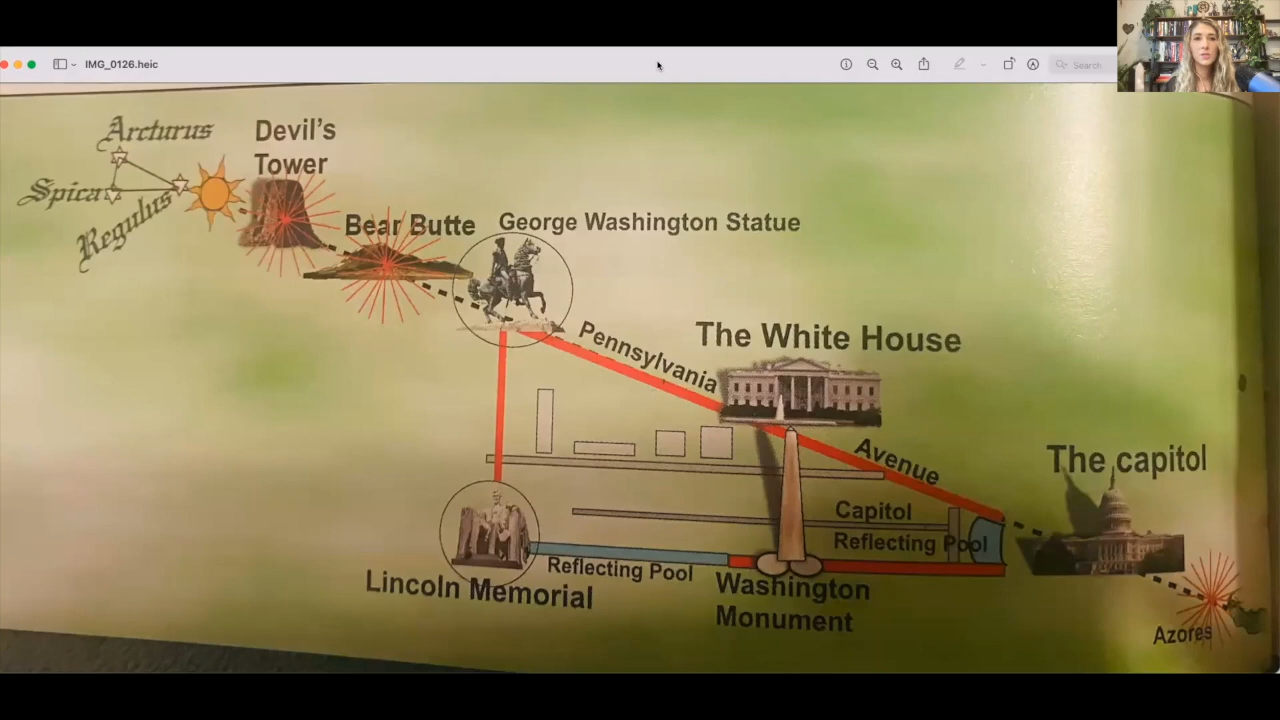 IMG_0126.heic
Search
Arcturus
Spica
Regulus
Devil's
Tower
Bear Butte
George Washington Statue
Pennsylvania
The White House
Avenue
The capitol
Capitol
Reflecting Pool
Reflecting Pool
Lincoln Memorial
Washington
Monument
Azores